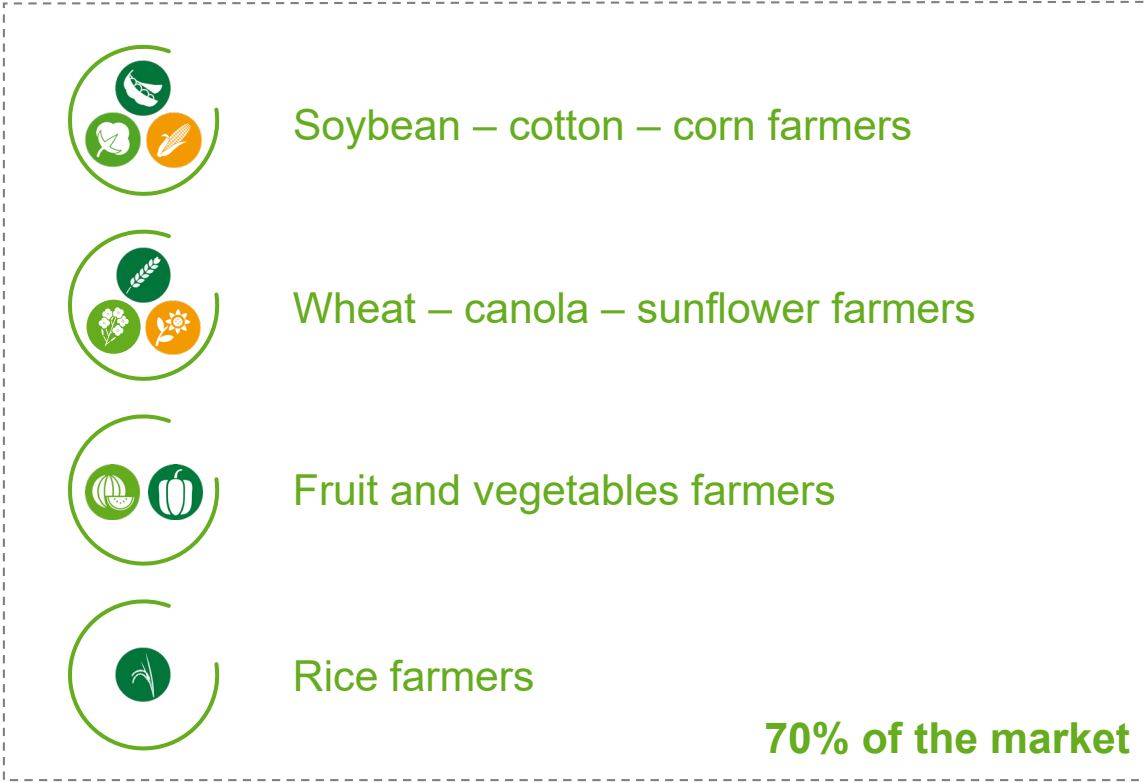 Soybean – cotton – corn farmers
Wheat – canola – sunflower farmers
Fruit and vegetables farmers
Rice farmers
70% of the market